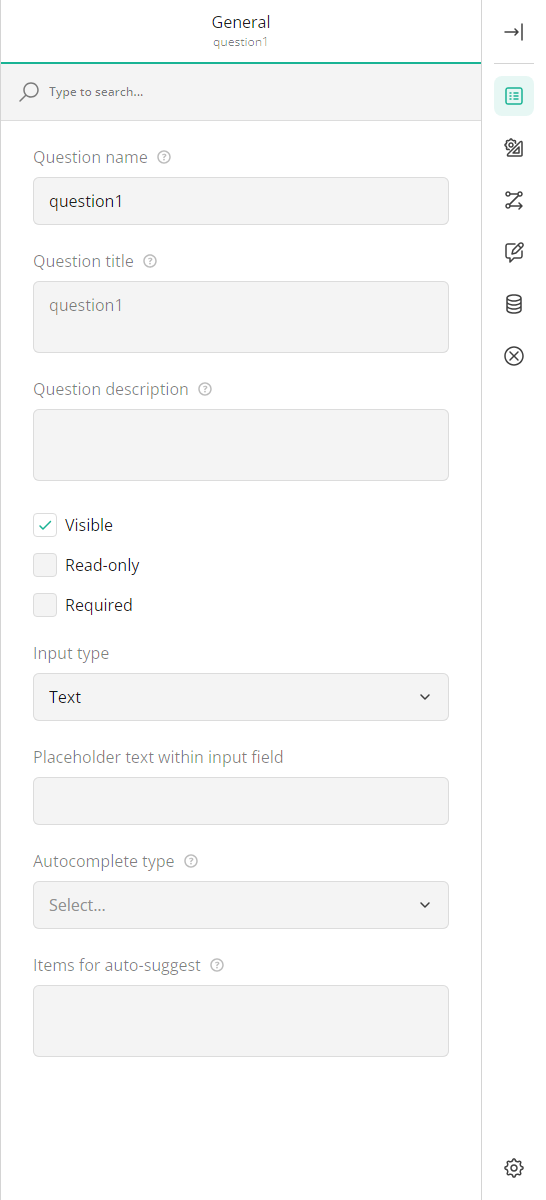 General
question1
Type to search...
Question name
question1
Question title
question1
Question description
Visible
Read-only
Required
Input type
Text
Placeholder text within input field
Autocomplete type
Select...
Items for auto-suggest